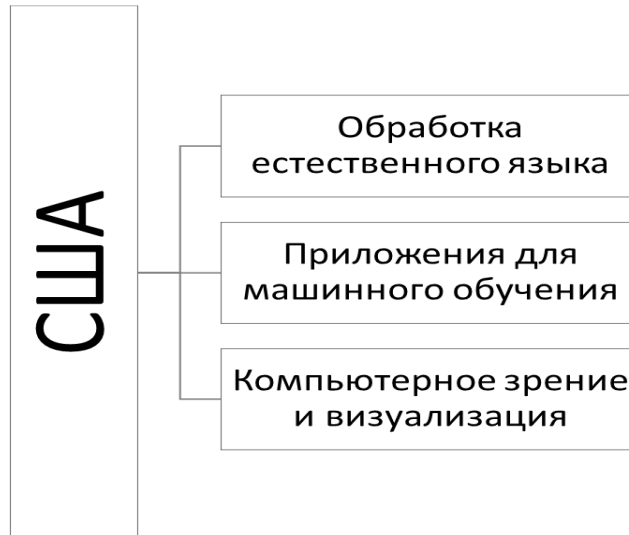 США
Обработка
естественного языка
Приложения для
машинного обучения
Компьютерное зрение
и визуализация